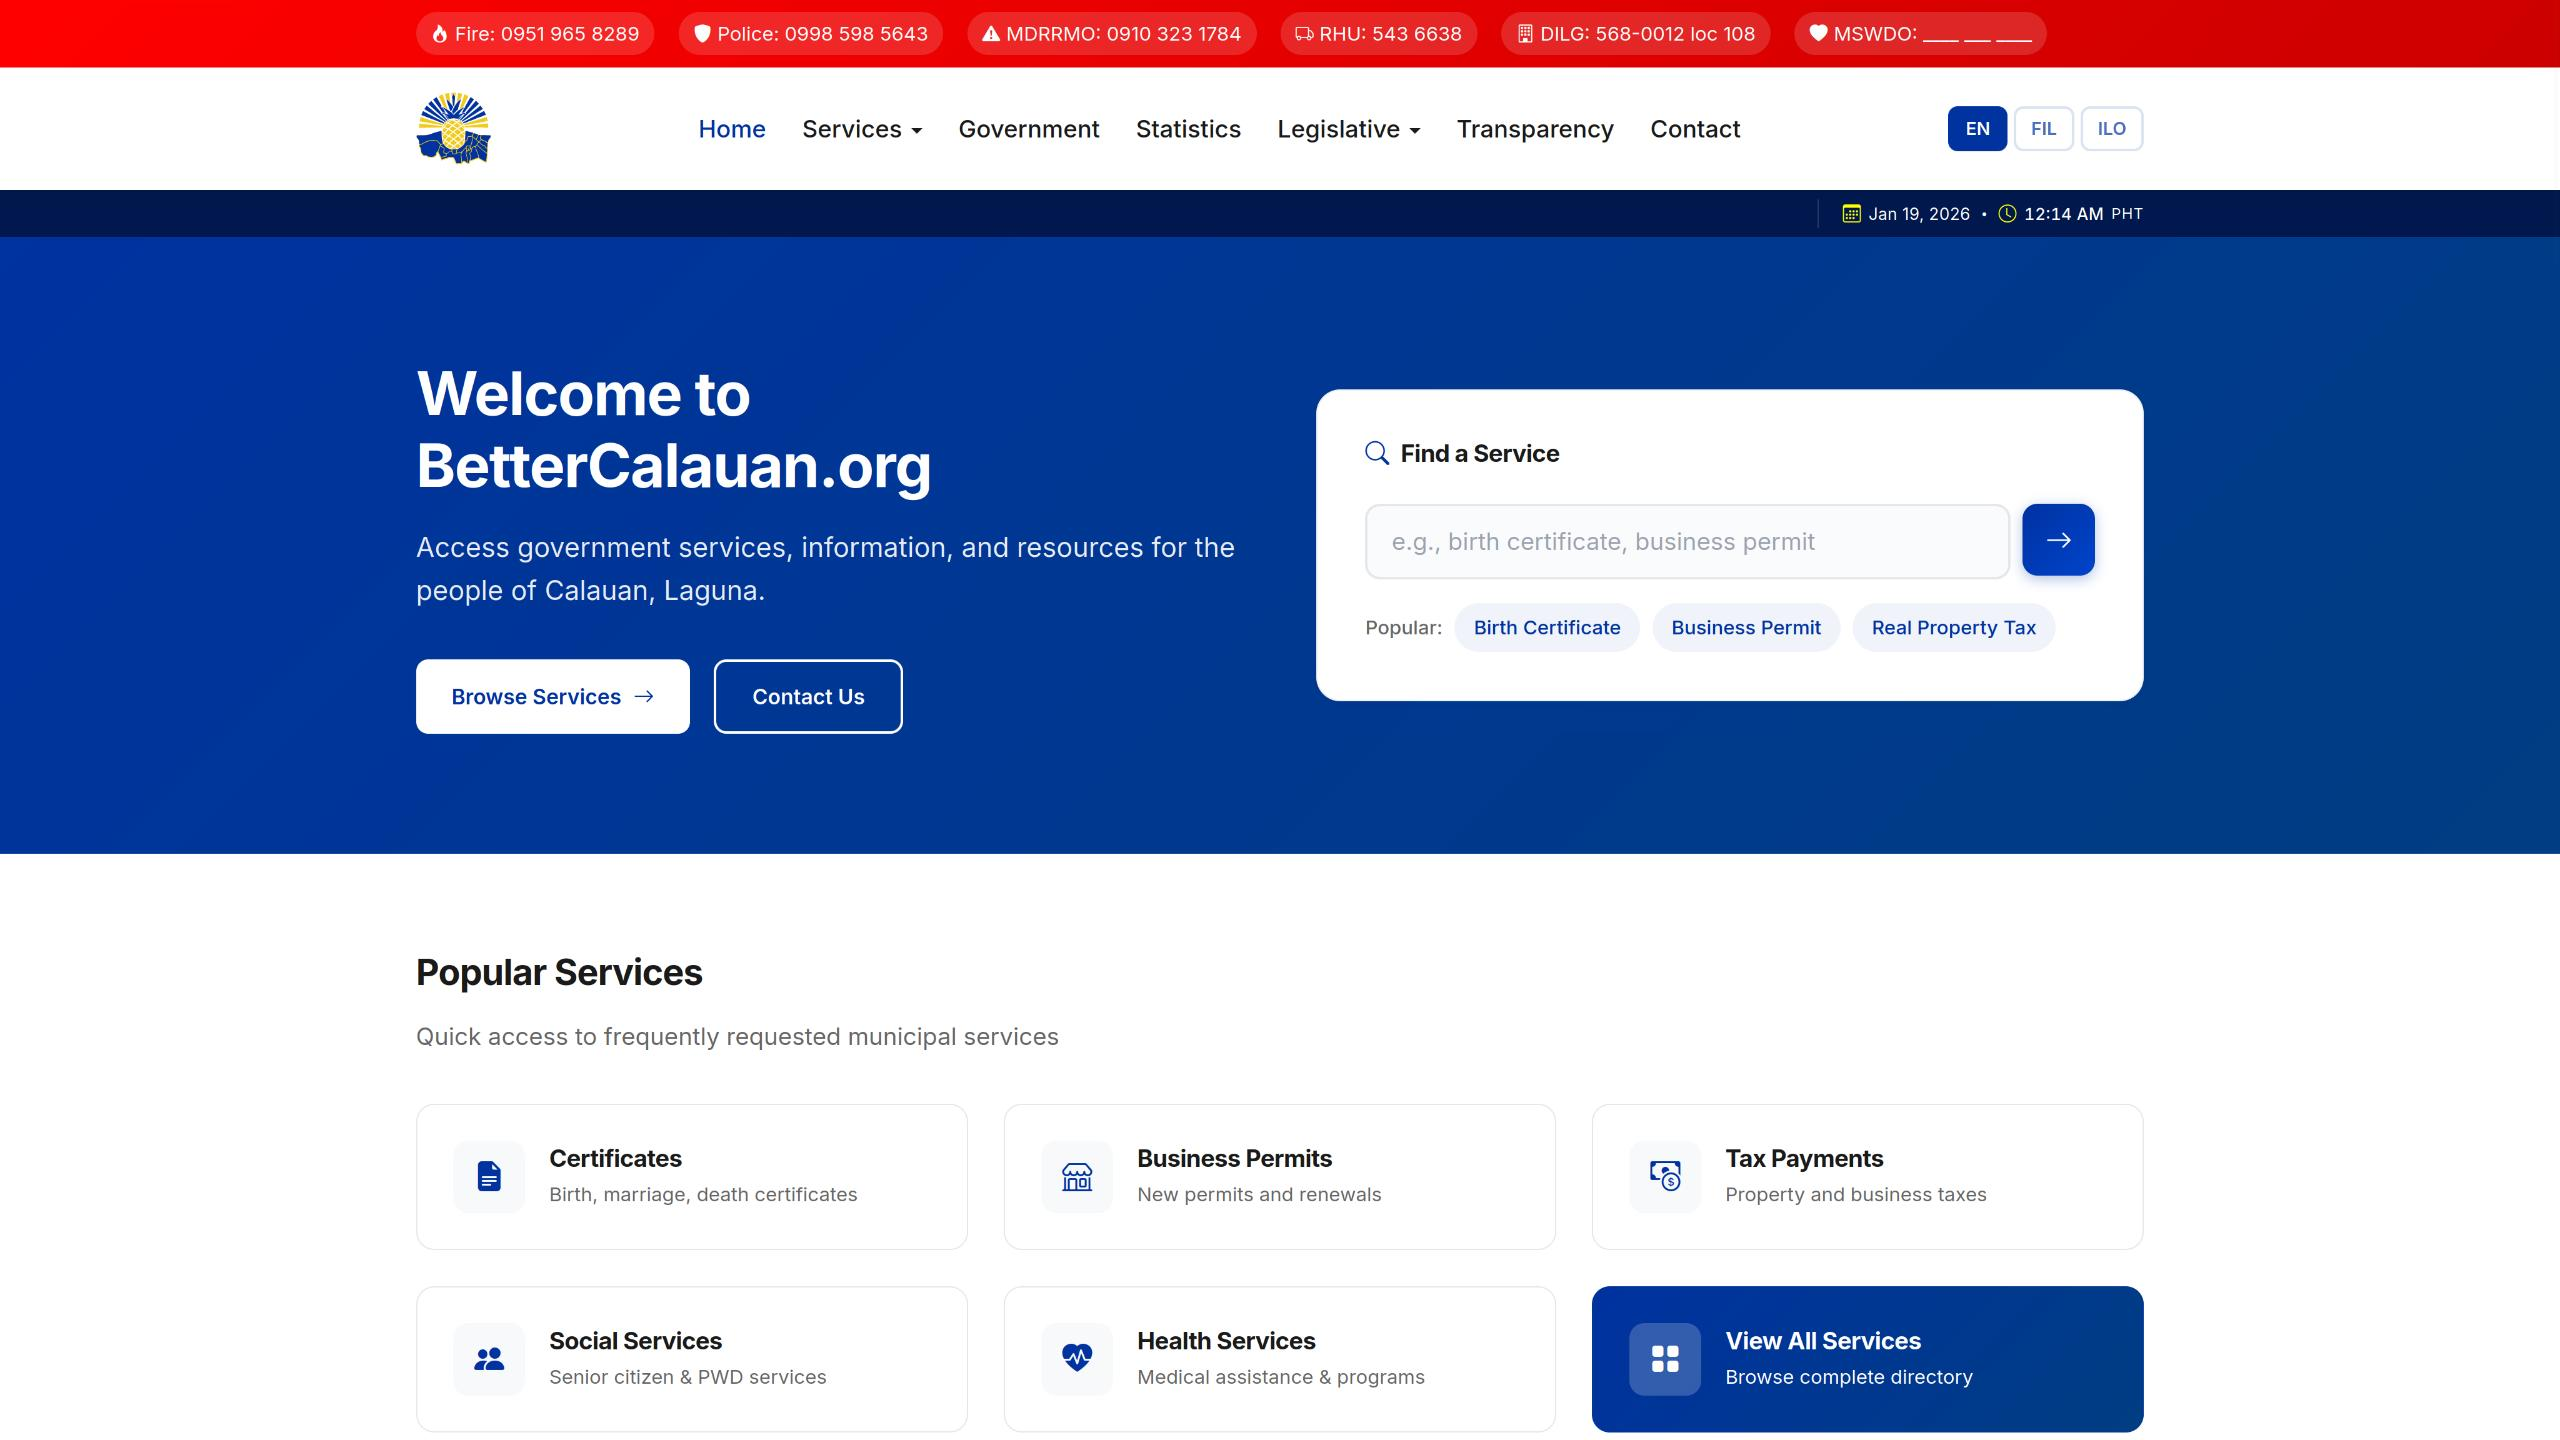 Fire: 0951 965 8289
Police: 0998 598 5643
MDRRMO: 0910 323 1784
RHU: 543 6638
DILG: 568-0012 loc 108
MSWDO: ____ ___ ____
Home
Services
Government
Statistics
Legislative
Transparency
Contact
EN
FIL
ILO
Jan 19, 2026 • 12:14 AM PHT
Welcome to
BetterCalauan.org
Access government services, information, and resources for the
people of Calauan, Laguna.
Browse Services
Contact Us
Find a Service
e.g., birth certificate, business permit
Popular:
Birth Certificate
Business Permit
Real Property Tax
Popular Services
Quick access to frequently requested municipal services
Certificates
Birth, marriage, death certificates
Business Permits
New permits and renewals
Tax Payments
Property and business taxes
Social Services
Senior citizen & PWD services
Health Services
Medical assistance & programs
View All Services
Browse complete directory